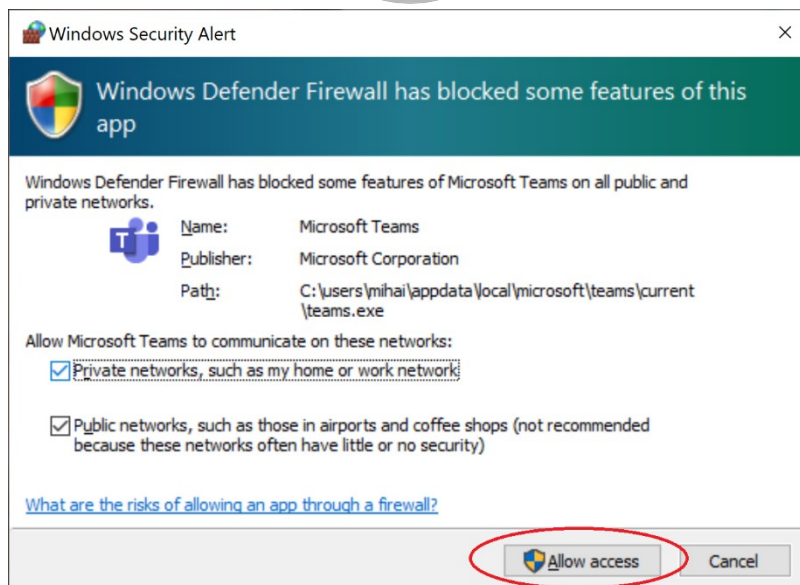 Windows Security Alert
Windows Defender Firewall has blocked some features of this
app
Windows Defender Firewall has blocked some features of Microsoft Teams on all public and
private networks.
T
Name: Microsoft Teams
Publisher: Microsoft Corporation
Path: C:\users\mihai\appdata\local\microsoft\teams\current
\teams.exe
Allow Microsoft Teams to communicate on these networks:
Private networks, such as my home or work network
Public networks, such as those in airports and coffee shops (not recommended
because these networks often have little or no security)
What are the risks of allowing an app through a firewall?
Allow access Cancel